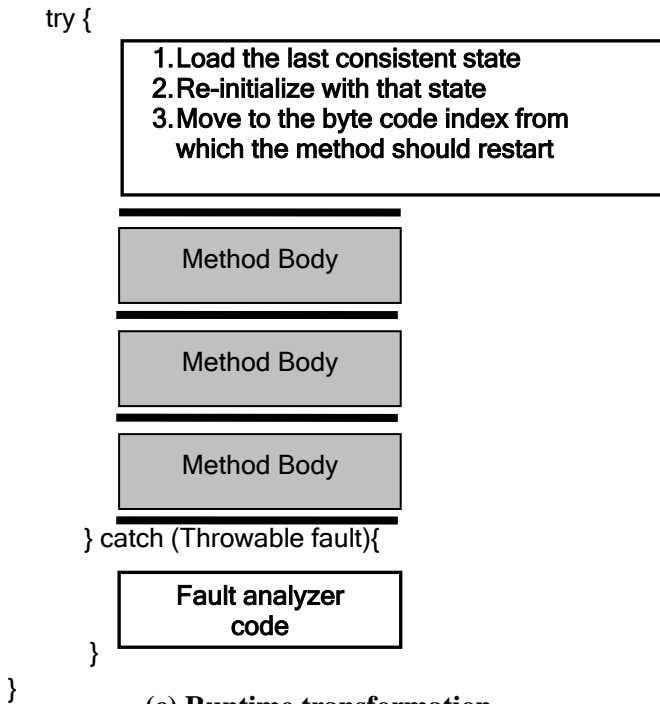 try {
1.Load the last consistent state
2.Re-initialize with that state
3.Move to the byte code index from
which the method should restart
Method Body
Method Body
Method Body
} catch (Throwable fault){
Fault analyzer
code
}
}
Runtime transformation